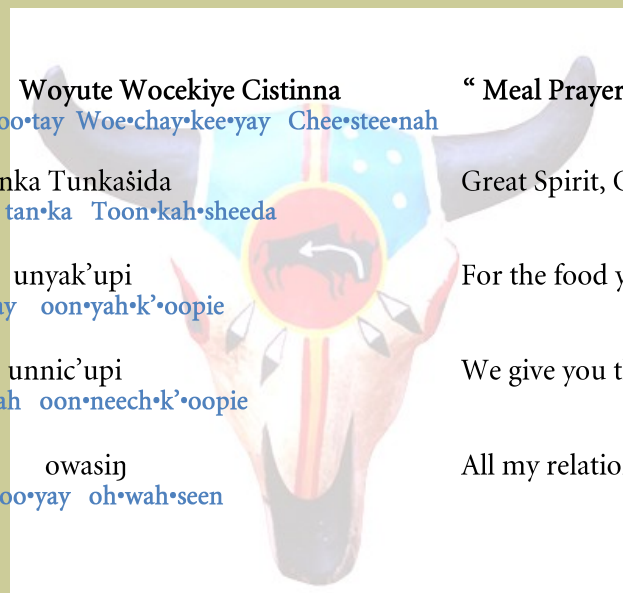 Woyute Wocekiye Cistinna “ Meal Prayer
oo•tay Woe•chay•kee•yay Chee•stee•nah
nka Tunkaṡida Great Spirit,
tan•ka Toon•kah•sheeda
unyak’upi For the food
ay oon•yah•k’•oopie
unnic’upi We give you
ah oon•neech•k’•oopie
owasiŋ All my relatio
oo•yay oh•wah•seen